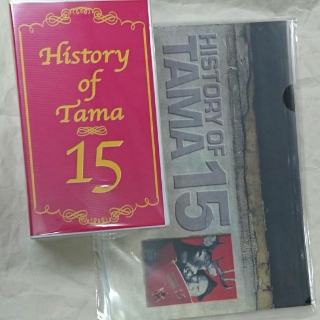 History
of
Tama
15
HISTORY OF
TAMA 15